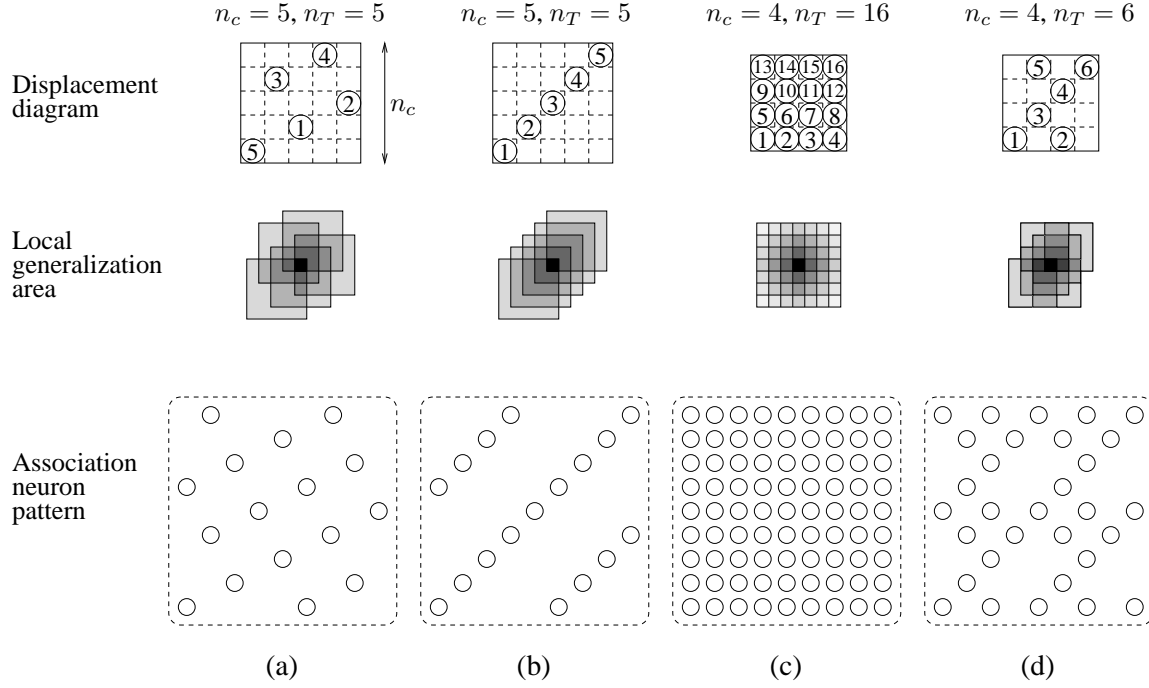 n_c = 5, n_T = 5
n_c = 5, n_T = 5
n_c = 4, n_T = 16
n_c = 4, n_T = 6
Displacement
diagram
4
3
2
1
5
n_c
5
4
3
2
1
13 14 15 16
9 10 11 12
5 6 7 8
1 2 3 4
5 6
4
3
1 2
Local
generalization
area
Association
neuron
pattern
(a)
(b)
(c)
(d)